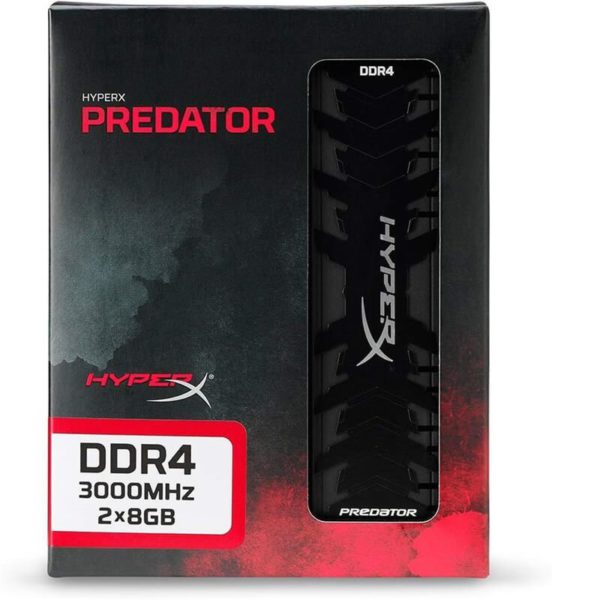 HYPERX
PREDATOR
DDR4
HYPERX
HYPERX®
DDR4
3000MHz
2×8GB
PREDATOR